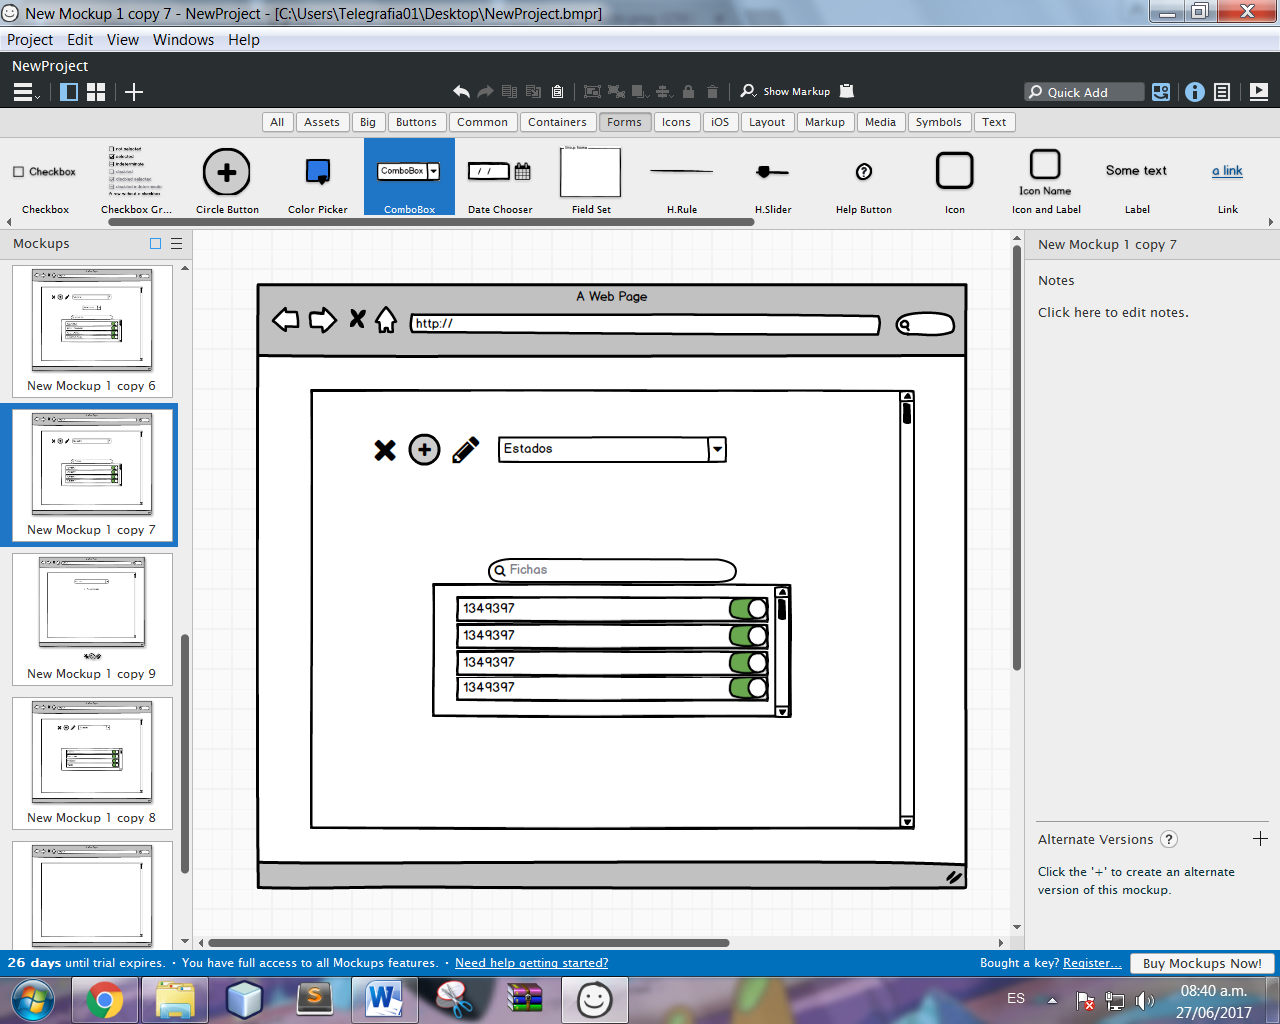 New Mockup 1 copy 7 - NewProject - [C:\Users\Telegrafia01\Desktop\NewProject.bmpr]
Project Edit View Windows Help
NewProject
Show Markup
Quick Add
All Assets Big Buttons Common Containers Forms Icons iOS Layout Markup Media Symbols Text
Checkbox
ComboBox
/ /
Some text
a link
Icon Name
Checkbox Checkbox Gr... Circle Button Color Picker ComboBox Date Chooser Field Set H.Rule H.Slider Help Button Icon Icon and Label Label Link
Mockups
New Mockup 1 copy 6
New Mockup 1 copy 7
New Mockup 1 copy 9
New Mockup 1 copy 8
A Web Page
http://
Estados
Fichas
1349397
1349397
1349397
1349397
New Mockup 1 copy 7
Notes
Click here to edit notes.
Alternate Versions ?
Click the '+' to create an alternate
version of this mockup.
26 days until trial expires. • You have full access to all Mockups features. • Need help getting started?
Bought a key? Register... Buy Mockups Now!
ES
08:40 a.m.
27/06/2017